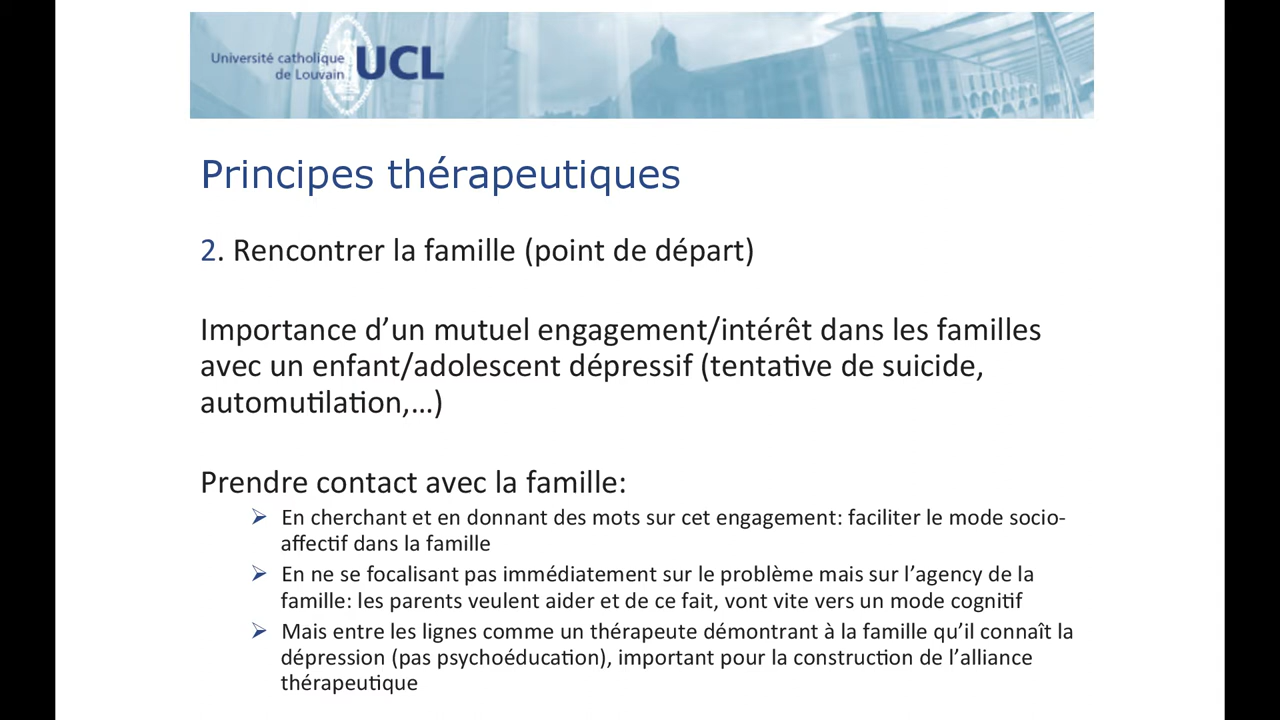 Université catholique
de Louvain
UCL
Principes thérapeutiques
2. Rencontrer la famille (point de départ)
Importance d’un mutuel engagement/intérêt dans les familles
avec un enfant/adolescent dépressif (tentative de suicide,
automutilation,…)
Prendre contact avec la famille:
➢ En cherchant et en donnant des mots sur cet engagement: faciliter le mode socio-
affectif dans la famille
➢ En ne se focalisant pas immédiatement sur le problème mais sur l’agency de la
famille: les parents veulent aider et de ce fait, vont vite vers un mode cognitif
➢ Mais entre les lignes comme un thérapeute démontrant à la famille qu’il connaît la
dépression (pas psychoéducation), important pour la construction de l’alliance
thérapeutique